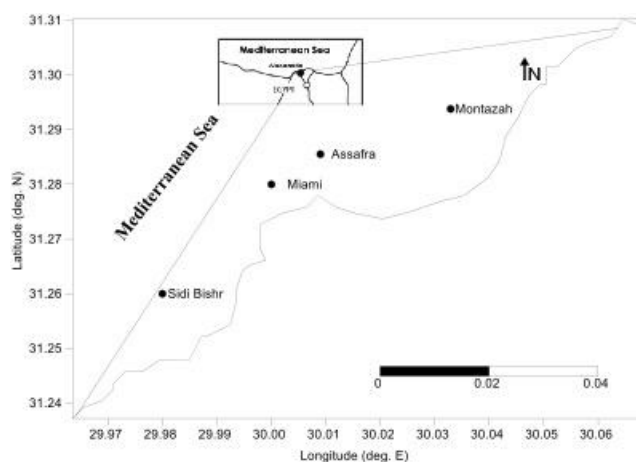 31.31
Mediterranean Sea
Alexandria
EGYPT
31.30
N
31.29
Montazah
Assafra
Mediterranean Sea
31.28
Miami
Latitude (deg. N)
31.27
31.26
Sidi Bishr
31.25
0 0.02 0.04
31.24
29.97 29.98 29.99 30.00 30.01 30.02 30.03 30.04 30.05 30.06
Longitude (deg. E)